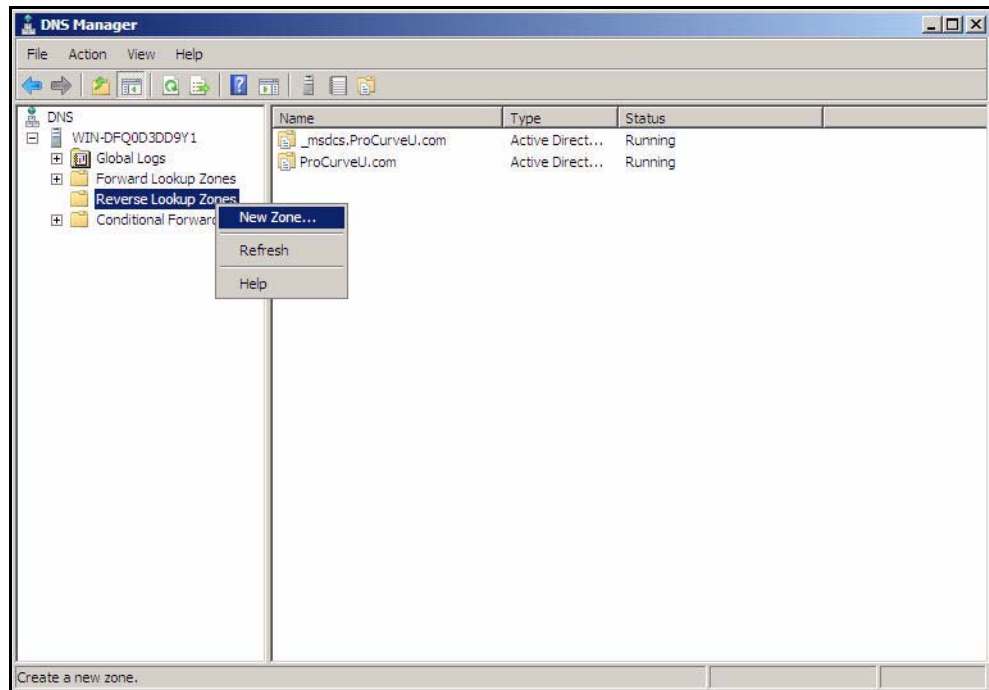 DNS Manager
File Action View Help
DNS
WIN-DFQ0D3DD9Y1
Global Logs
Forward Lookup Zones
Reverse Lookup Zones
Conditional Forward
New Zone...
Refresh
Help
Name Type Status
_msdcs.ProCurveU.com Active Direct... Running
ProCurveU.com Active Direct... Running
Create a new zone.